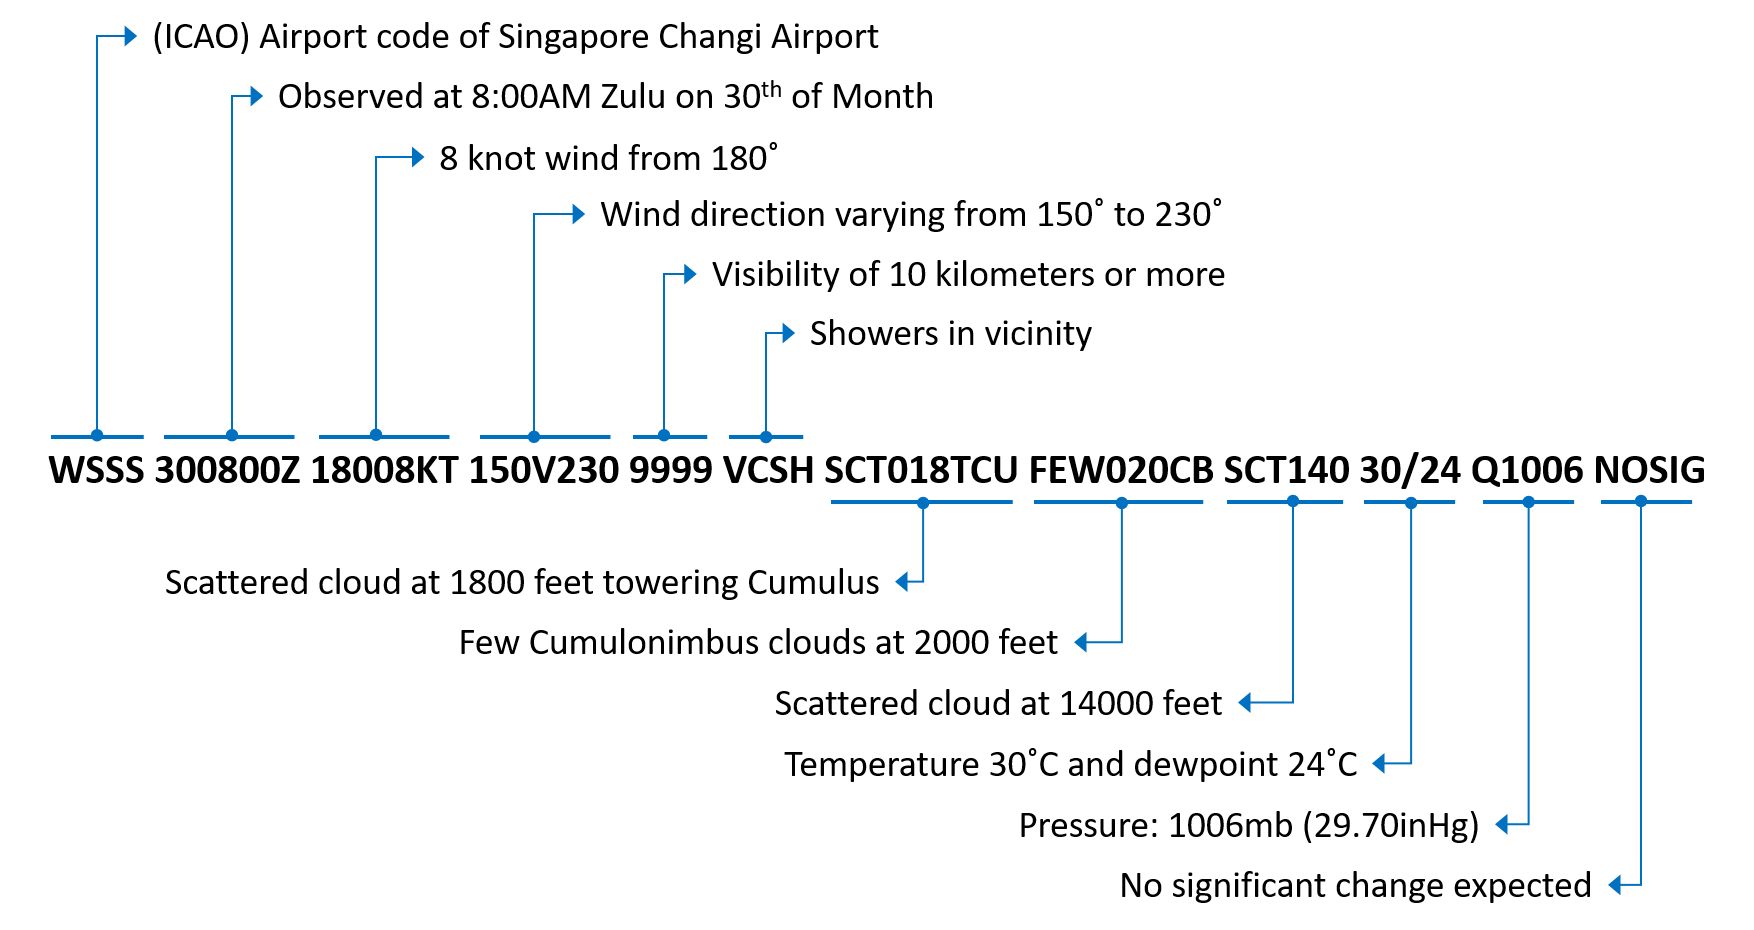 (ICAO) Airport code of Singapore Changi Airport
Observed at 8:00AM Zulu on 30th of Month
8 knot wind from 180˚
Wind direction varying from 150˚ to 230˚
Visibility of 10 kilometers or more
Showers in vicinity
WSSS 300800Z 18008KT 150V230 9999 VCSH SCT018TCU FEW020CB SCT140 30/24 Q1006 NOSIG
Scattered cloud at 1800 feet towering Cumulus
Few Cumulonimbus clouds at 2000 feet
Scattered cloud at 14000 feet
Temperature 30˚C and dewpoint 24˚C
Pressure: 1006mb (29.70inHg)
No significant change expected